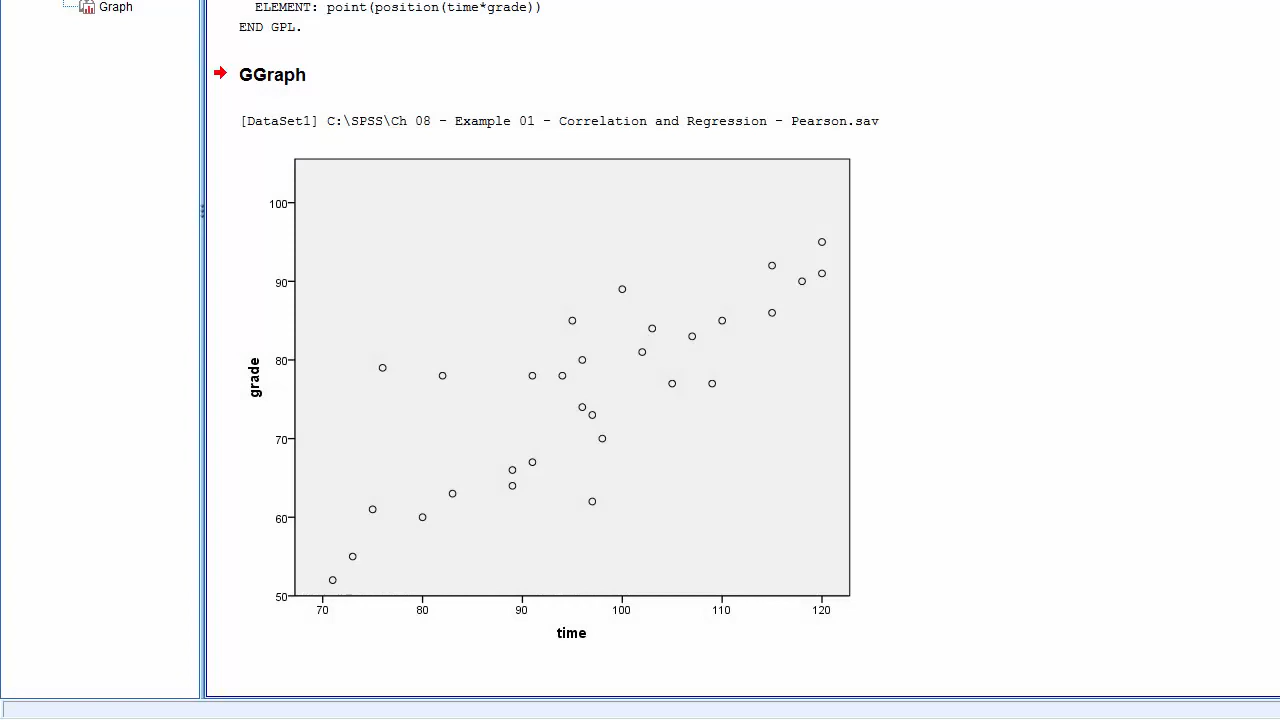 Graph
ELEMENT: point(position(time*grade))
END GPL.
GGraph
[DataSet1] C:\SPSS\Ch 08 - Example 01 - Correlation and Regression - Pearson.sav
100
90
80
70
60
50
grade
70 80 90 100 110 120
time